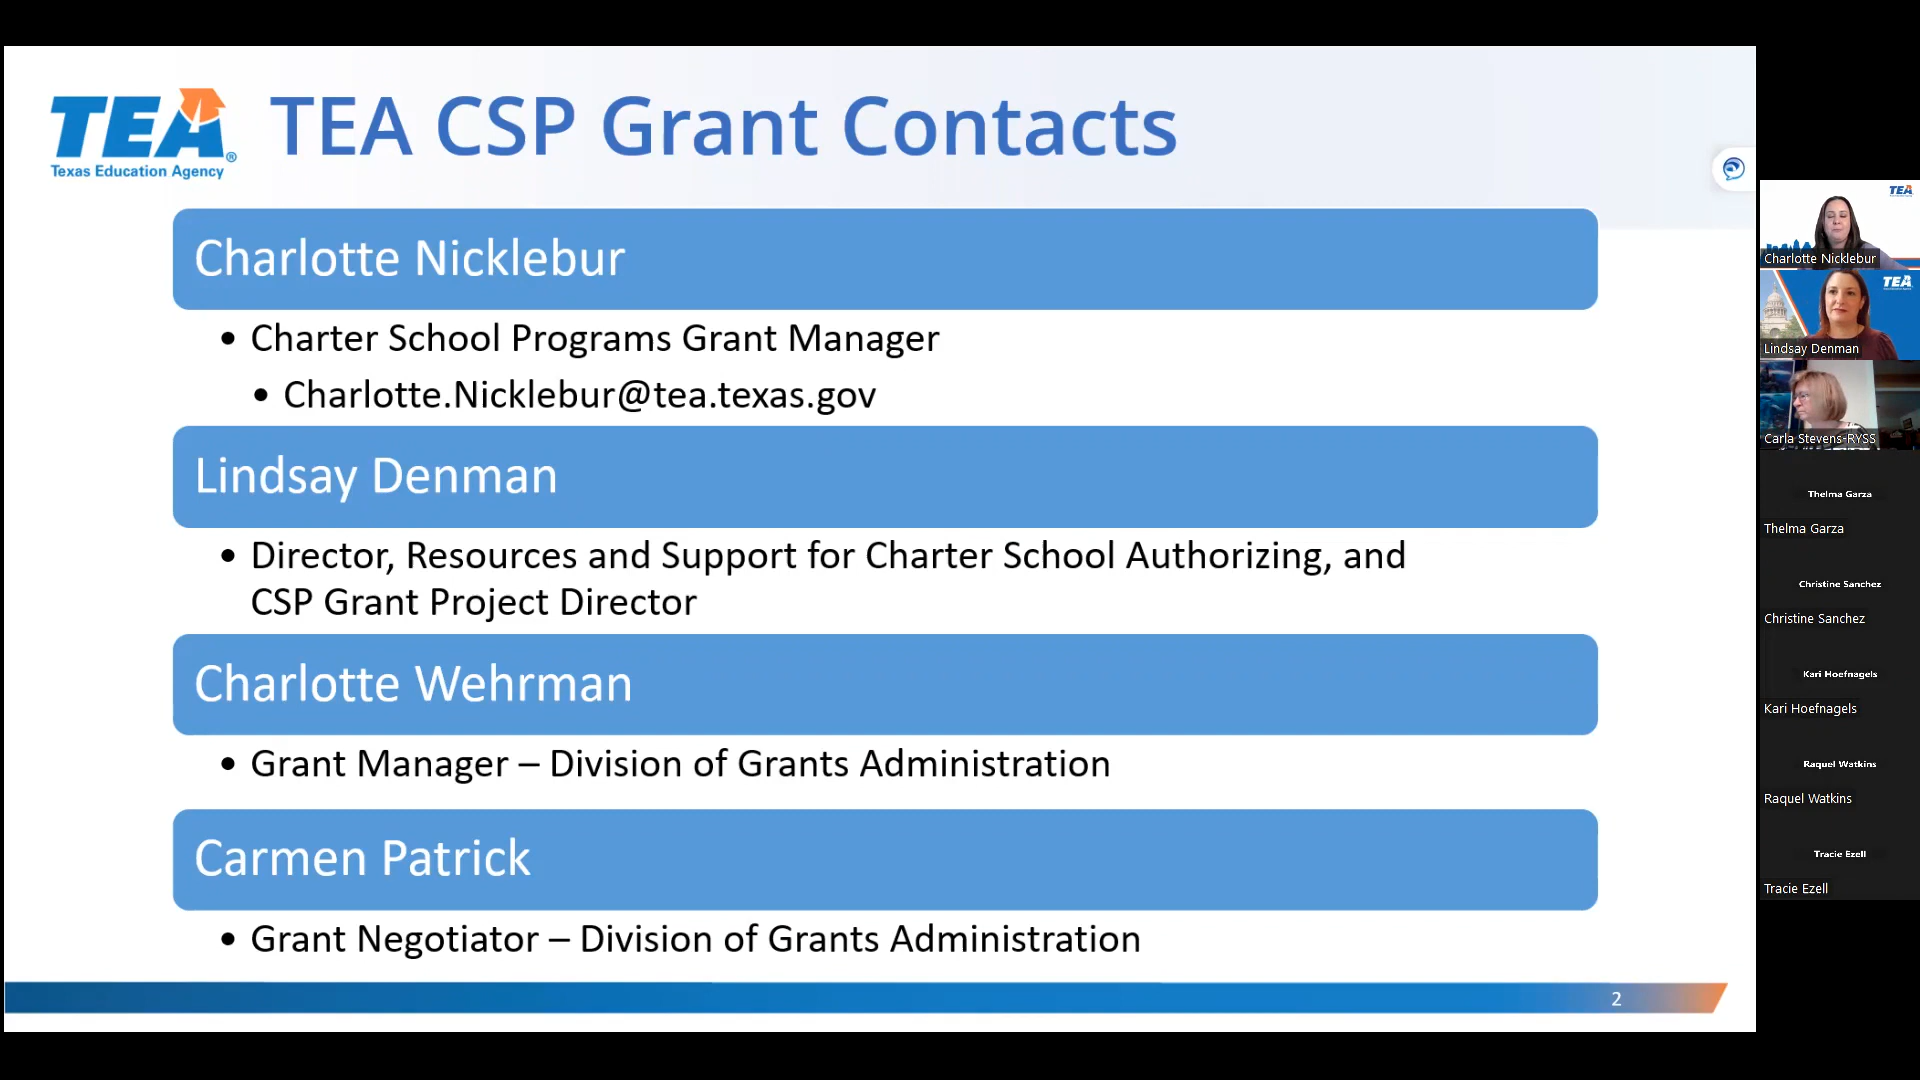 TEA
Texas Education Agency
TEA CSP Grant Contacts
Charlotte Nicklebur
• Charter School Programs Grant Manager
• Charlotte.Nicklebur@tea.texas.gov
Lindsay Denman
• Director, Resources and Support for Charter School Authorizing, and
CSP Grant Project Director
Charlotte Wehrman
• Grant Manager – Division of Grants Administration
Carmen Patrick
• Grant Negotiator – Division of Grants Administration
2
TEA
Charlotte Nicklebur
TEA
Lindsay Denman
Carla Stevens-RYSS
Thelma Garza
Thelma Garza
Christine Sanchez
Christine Sanchez
Kari Hoefnagels
Kari Hoefnagels
Raquel Watkins
Raquel Watkins
Tracie Ezell
Tracie Ezell